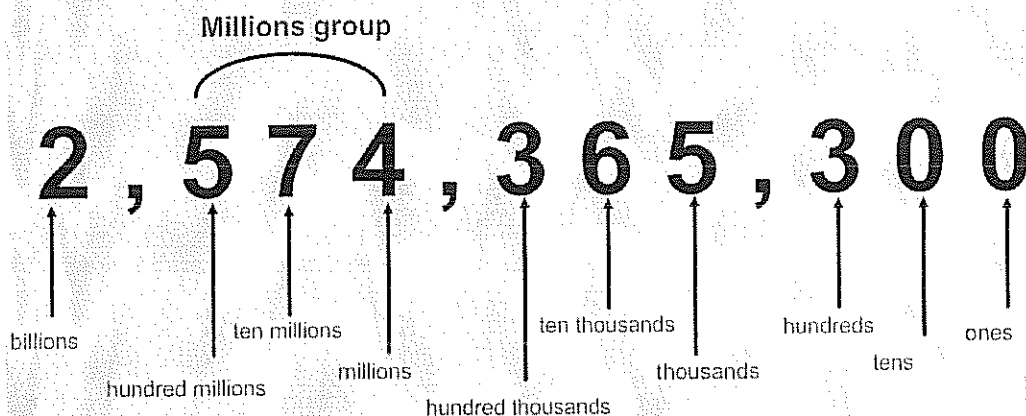 Millions group
2,574,365,300
billions
hundred millions
ten millions
millions
hundred thousands
ten thousands
thousands
hundreds
tens
ones